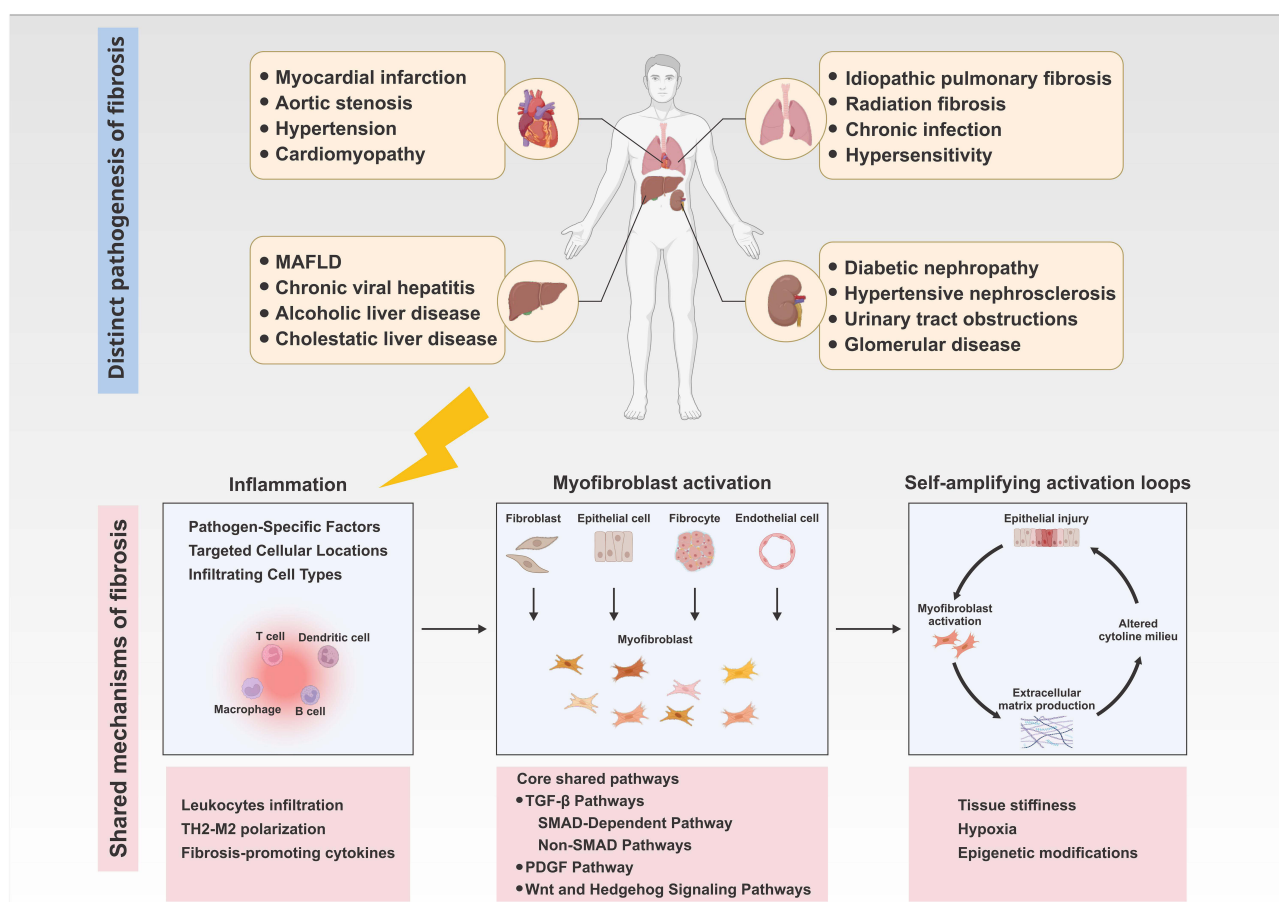 Distinct pathogenesis of fibrosis
• Myocardial infarction
• Aortic stenosis
• Hypertension
• Cardiomyopathy
• Idiopathic pulmonary fibrosis
• Radiation fibrosis
• Chronic infection
• Hypersensitivity
• MAFLD
• Chronic viral hepatitis
• Alcoholic liver disease
• Cholestatic liver disease
• Diabetic nephropathy
• Hypertensive nephrosclerosis
• Urinary tract obstructions
• Glomerular disease
Shared mechanisms of fibrosis
Inflammation
Pathogen-Specific Factors
Targeted Cellular Locations
Infiltrating Cell Types
T cell
Dendritic cell
Macrophage
B cell
Leukocytes infiltration
TH2-M2 polarization
Fibrosis-promoting cytokines
Myofibroblast activation
Fibroblast
Epithelial cell
Fibrocyte
Endothelial cell
Myofibroblast
Core shared pathways
• TGF-β Pathways
SMAD-Dependent Pathway
Non-SMAD Pathways
• PDGF Pathway
• Wnt and Hedgehog Signaling Pathways
Self-amplifying activation loops
Epithelial injury
Myofibroblast
activation
Altered
cytoline milieu
Extracellular
matrix production
Tissue stiffness
Hypoxia
Epigenetic modifications